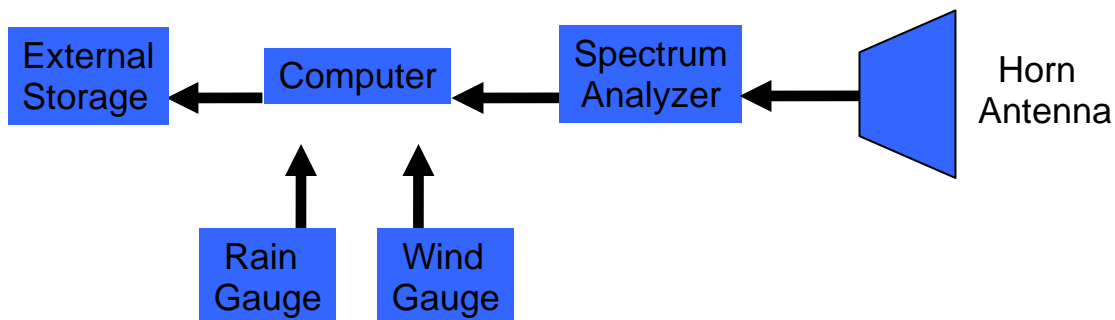 External
Storage
Computer
Spectrum
Analyzer
Horn
Antenna
Rain
Gauge
Wind
Gauge